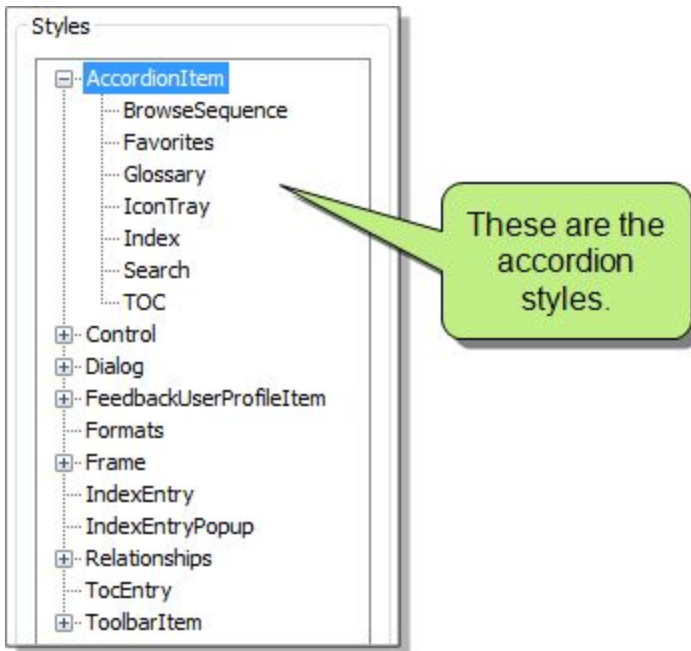 Styles
AccordionItem
BrowseSequence
Favorites
Glossary
IconTray
Index
Search
TOC
Control
Dialog
FeedbackUserProfileItem
Formats
Frame
IndexEntry
IndexEntryPopup
Relationships
TocEntry
ToolbarItem
These are the
accordion
styles.